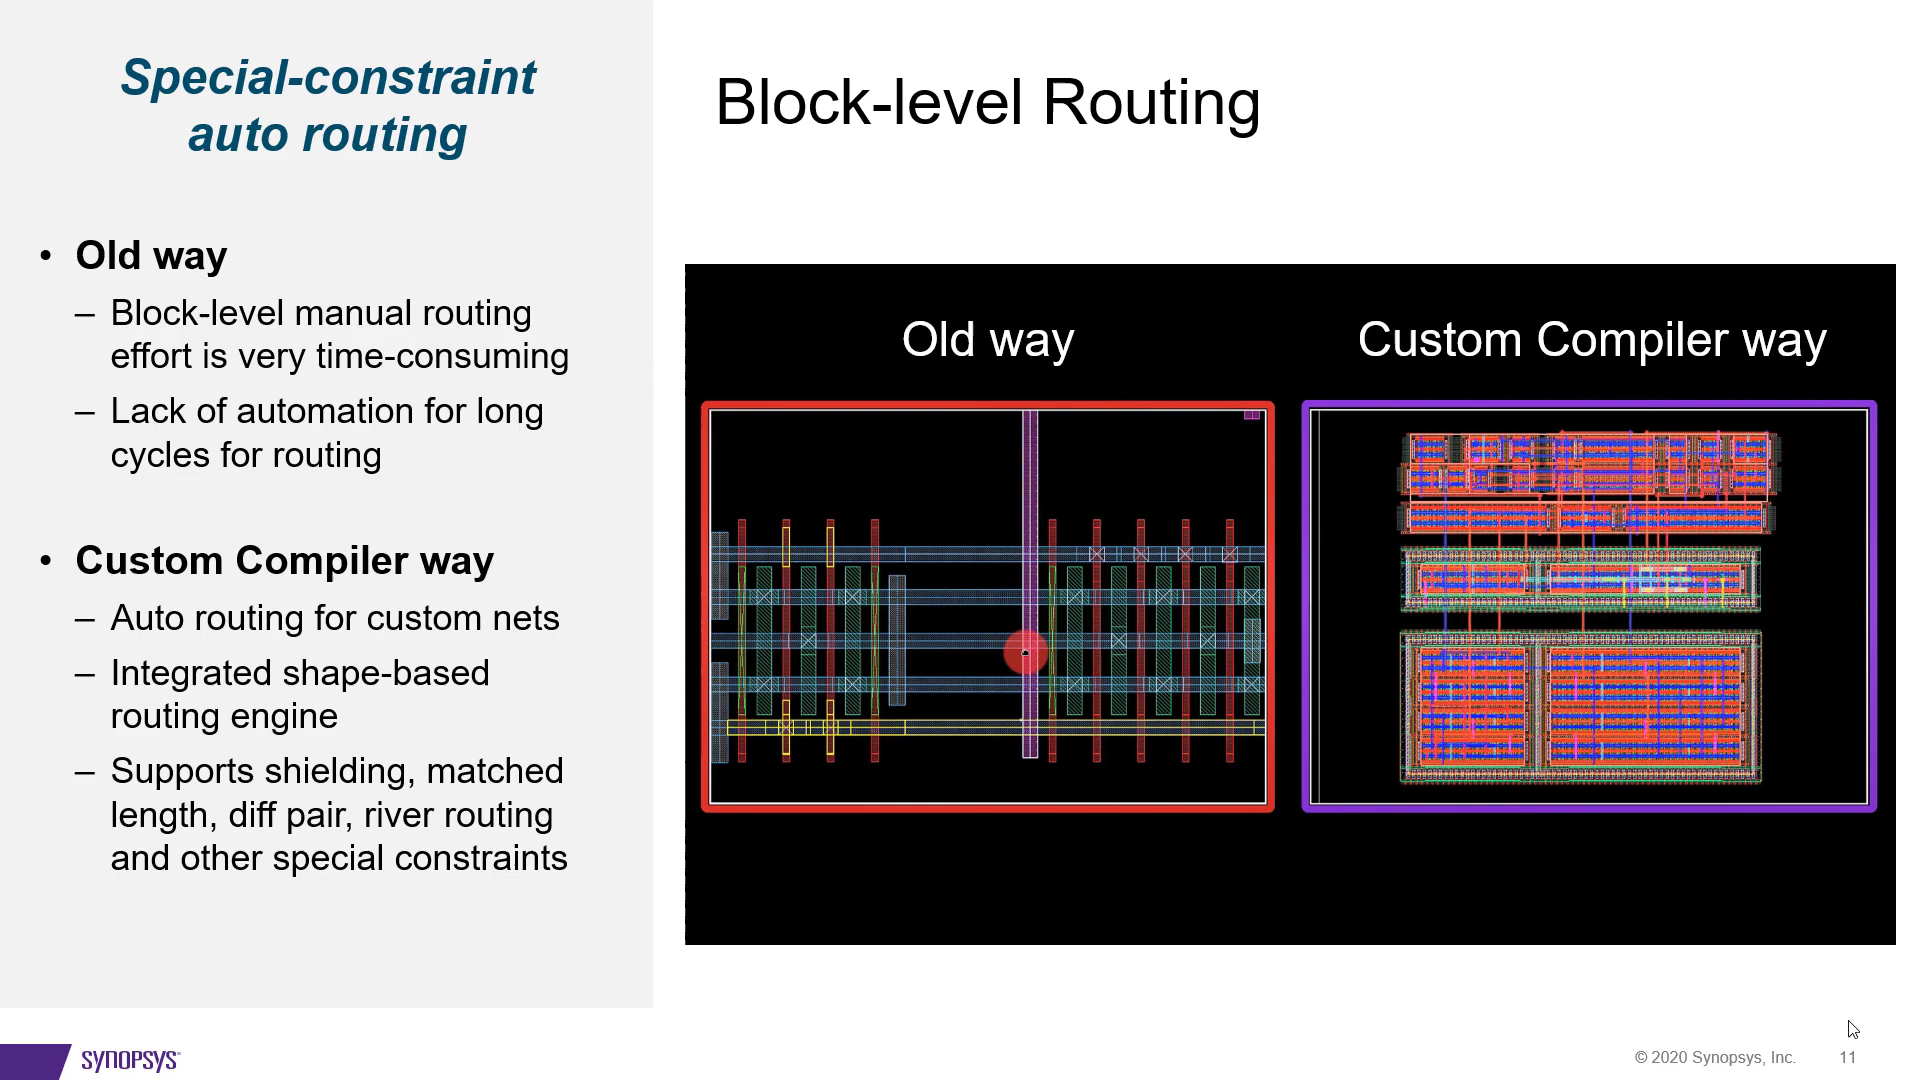 Special-constraint
auto routing
• Old way
– Block-level manual routing
effort is very time-consuming
– Lack of automation for long
cycles for routing
• Custom Compiler way
– Auto routing for custom nets
– Integrated shape-based
routing engine
– Supports shielding, matched
length, diff pair, river routing
and other special constraints
Block-level Routing
Old way
Custom Compiler way
SYNOPSYS®
© 2020 Synopsys, Inc.
11